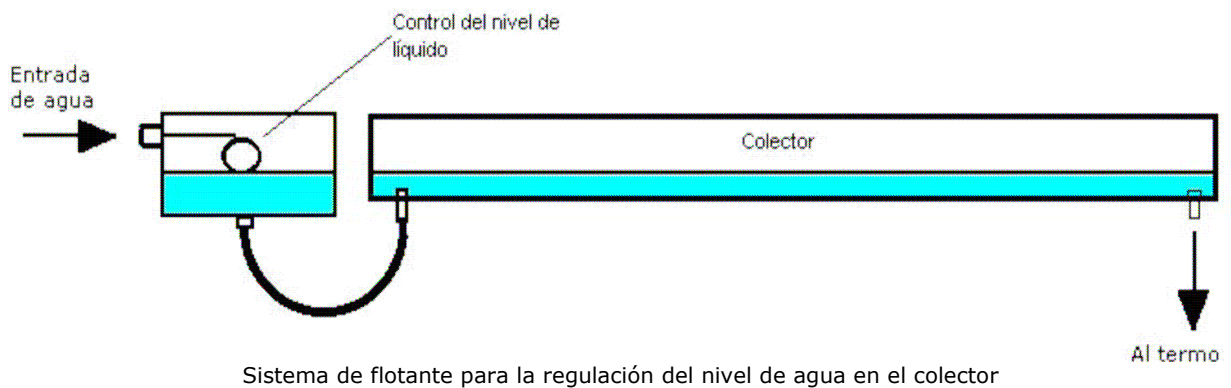 Control del nivel de
líquido
Entrada
de agua
Colector
Al termo
Sistema de flotante para la regulación del nivel de agua en el colector